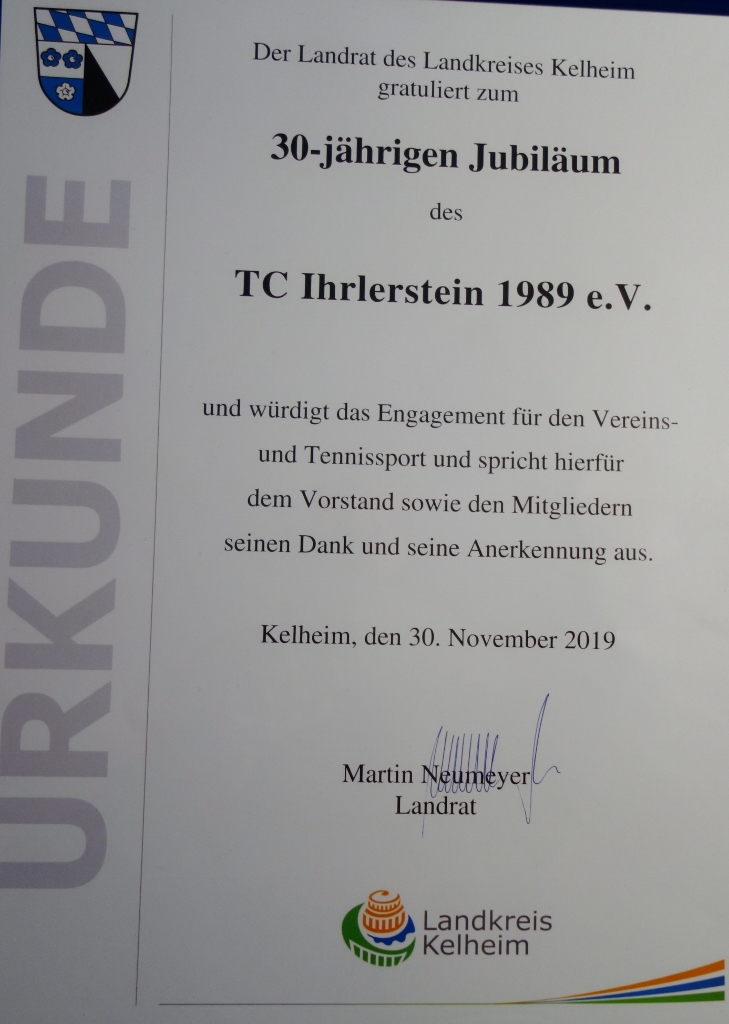 URKUNDE
Der Landrat des Landkreises Kelheim
gratuliert zum
30-jährigen Jubiläum
des
TC Ihrlerstein 1989 e.V.
und würdigt das Engagement für den Vereins-
und Tennissport und spricht hierfür
dem Vorstand sowie den Mitgliedern
seinen Dank und seine Anerkennung aus.
Kelheim, den 30. November 2019
Martin Neumeyer
Landrat
Landkreis
Kelheim